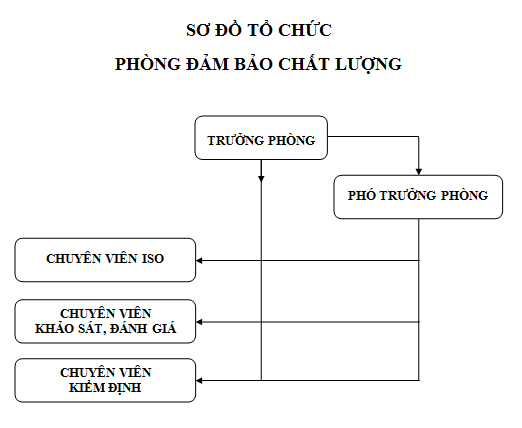 SƠ ĐỒ TỔ CHỨC
PHÒNG ĐẢM BẢO CHẤT LƯỢNG
TRƯỞNG PHÒNG
PHÓ TRƯỞNG PHÒNG
CHUYÊN VIÊN ISO
CHUYÊN VIÊN
KHẢO SÁT, ĐÁNH GIÁ
CHUYÊN VIÊN
KIỂM ĐỊNH